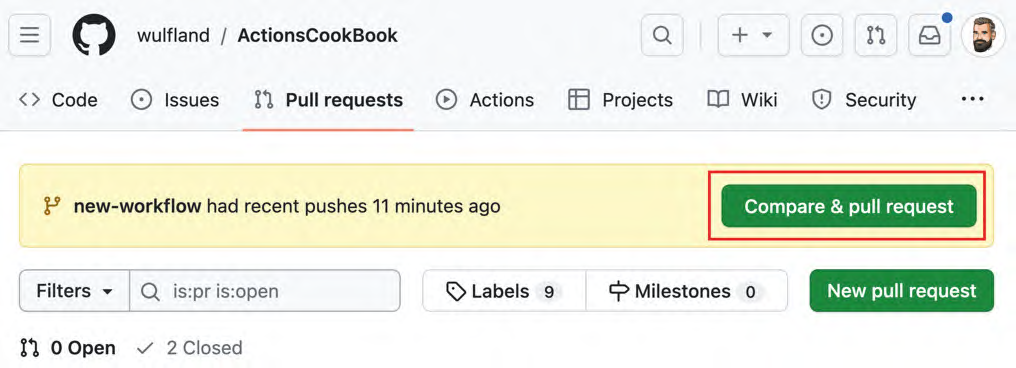 wulfland / ActionsCookBook
Code Issues Pull requests Actions Projects Wiki Security ...
new-workflow had recent pushes 11 minutes ago Compare & pull request
Filters is:pr is:open Labels 9 Milestones 0 New pull request
0 Open 2 Closed